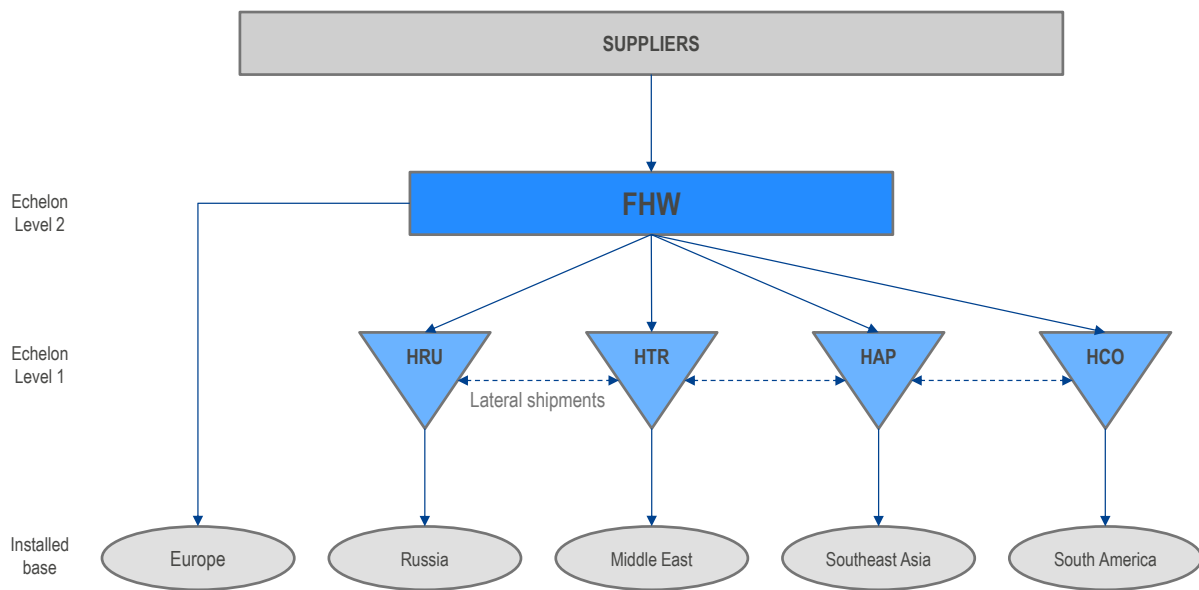 SUPPLIERS
Echelon
Level 2
FHW
Echelon
Level 1
HRU
HTR
HAP
HCO
Lateral shipments
Installed
base
Europe
Russia
Middle East
Southeast Asia
South America